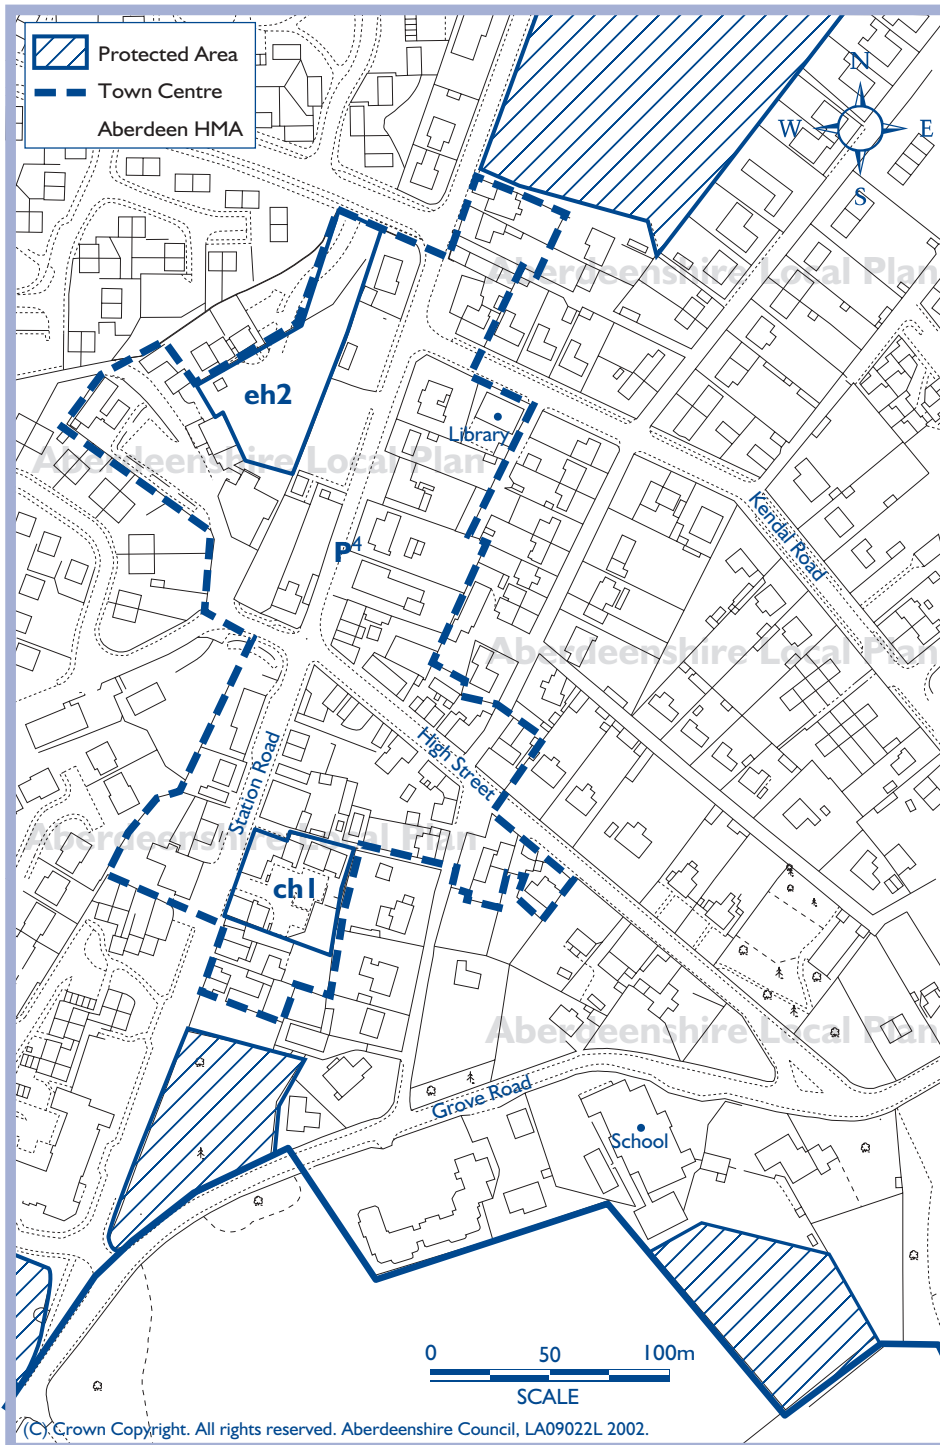 Protected Area
Town Centre
Aberdeen HMA
N
W E
S
Aberdeenshire Local Plan
eh2
Library
Aberdeenshire Local Plan
Kendal Road
P4
Aberdeenshire Local Plan
High Street
Station Road
Aberdeenshire Local Plan
ch1
Aberdeenshire Local Plan
Grove Road
School
0 50 100m
SCALE
(C) Crown Copyright. All rights reserved. Aberdeenshire Council, LA09022L 2002.